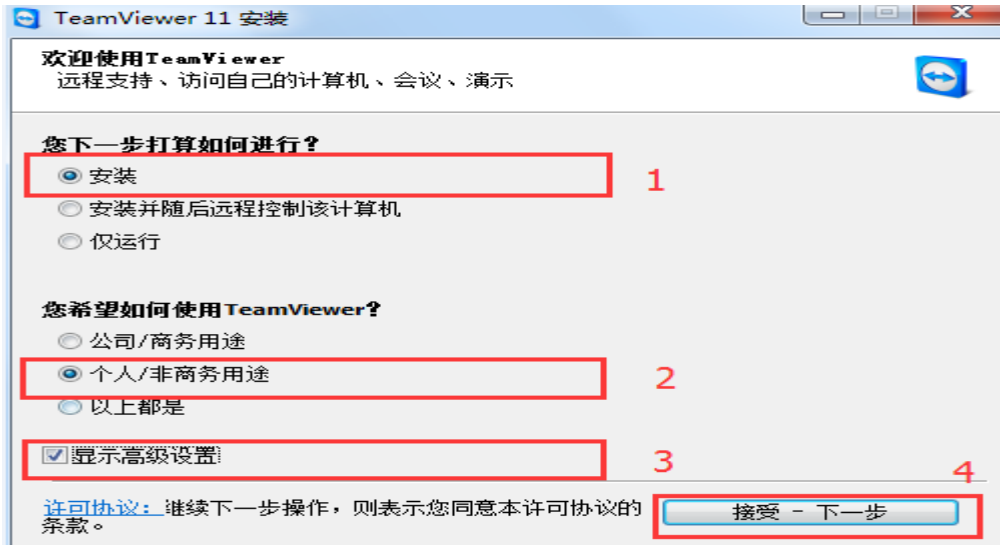 TeamViewer 11 安装
欢迎使用TeamViewer
远程支持、访问自己的计算机、会议、演示
您下一步打算如何进行?
安装
1
安装并随后远程控制该计算机
仅运行
您希望如何使用TeamViewer?
公司/商务用途
个人/非商务用途
2
以上都是
显示高级设置
3
4
许可协议：继续下一步操作，则表示您同意本许可协议的
条款。
接受 - 下一步